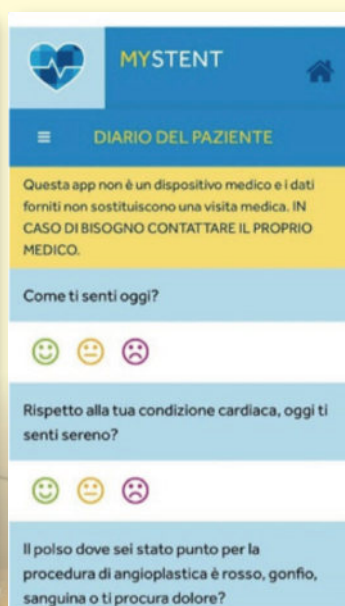 MYSTENT
DIARIO DEL PAZIENTE
Questa app non è un dispositivo medico e i dati
forniti non sostituiscono una visita medica. IN
CASO DI BISOGNO CONTATTARE IL PROPRIO
MEDICO.
Come ti senti oggi?
Rispetto alla tua condizione cardiaca, oggi ti
senti sereno?
Il polso dove sei stato punto per la
procedura di angioplastica è rosso, gonfio,
sanguina o ti procura dolore?